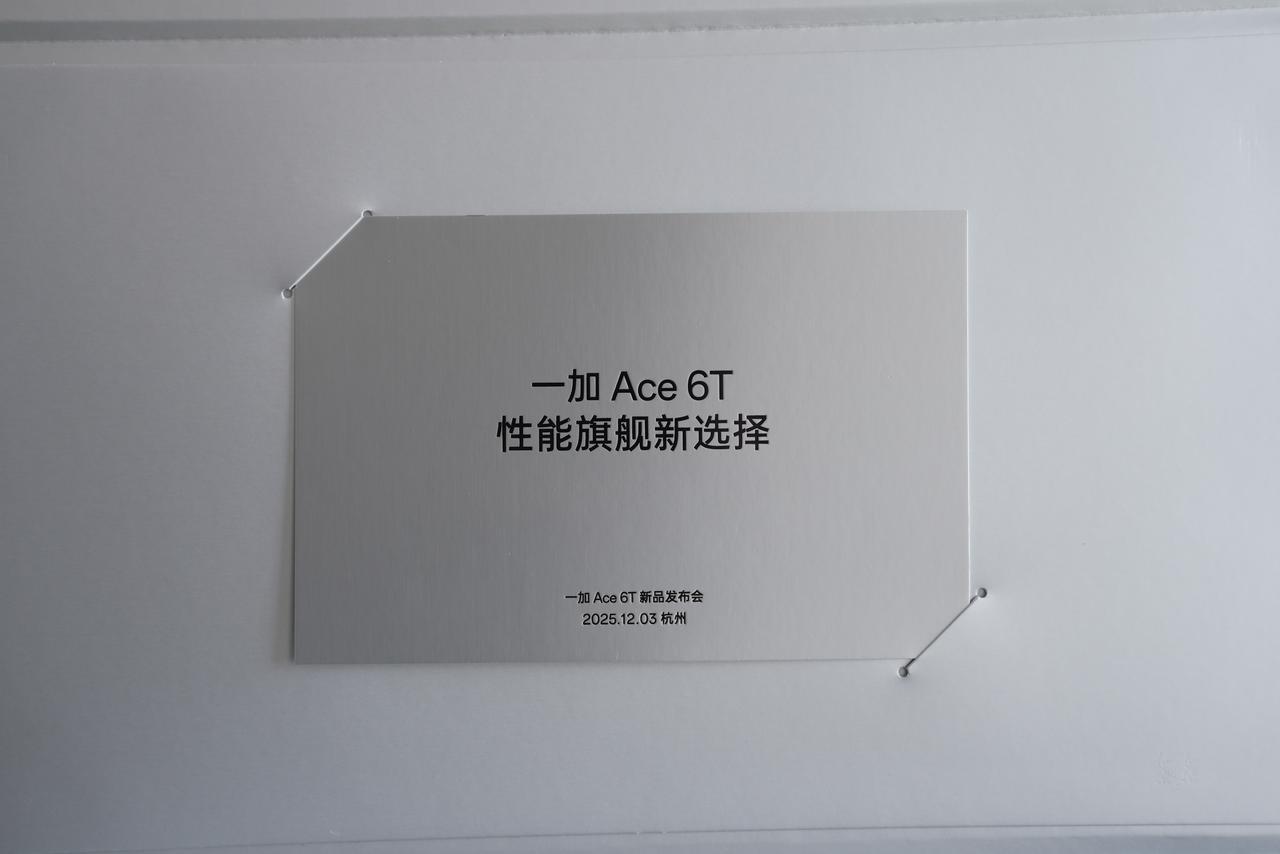 一加 Ace 6T
性能旗舰新选择
一加 Ace 6T 新品发布会
2025.12.03 杭州